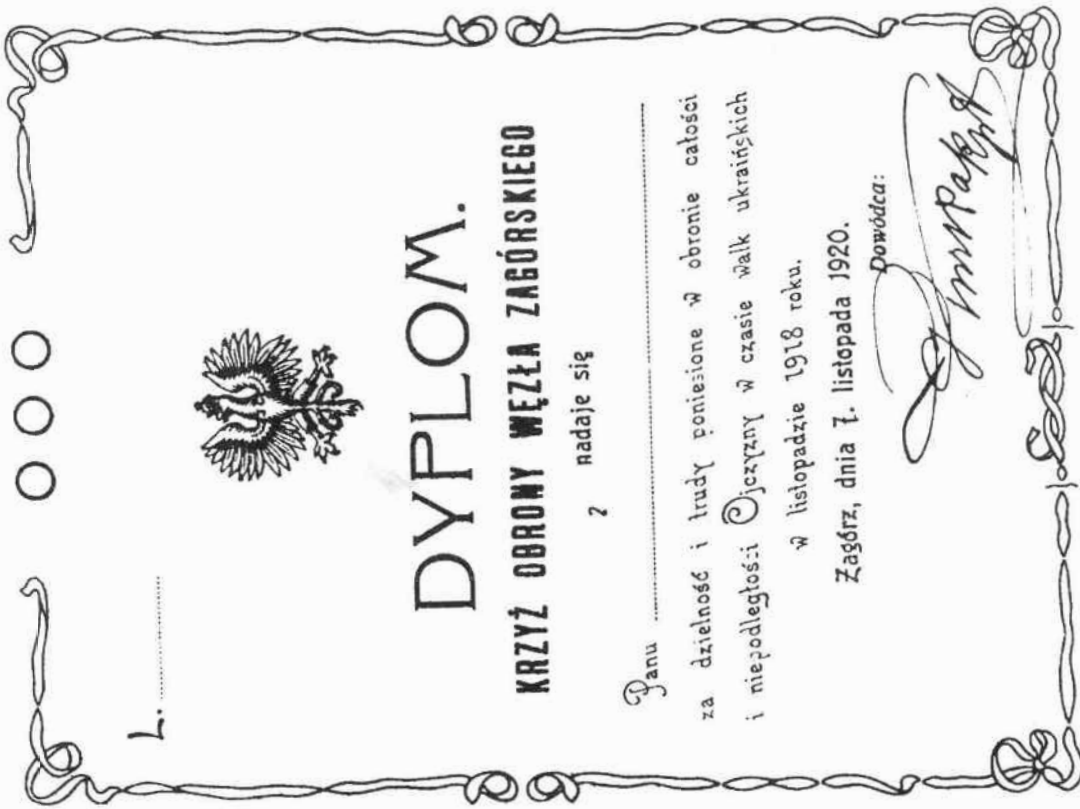 L.
DYPLOM.
KRZYŻ OBRONY WĘZŁA ZAGÓRSKIEGO
2 nadaje się
Panu
za dzielność i trudy poniesione w obronie całości
i niepodległości Ojczyzny w czasie walk ukraińskich
w listopadzie 1918 roku.
Zagórz, dnia 7. listopada 1920.
Dowódca: